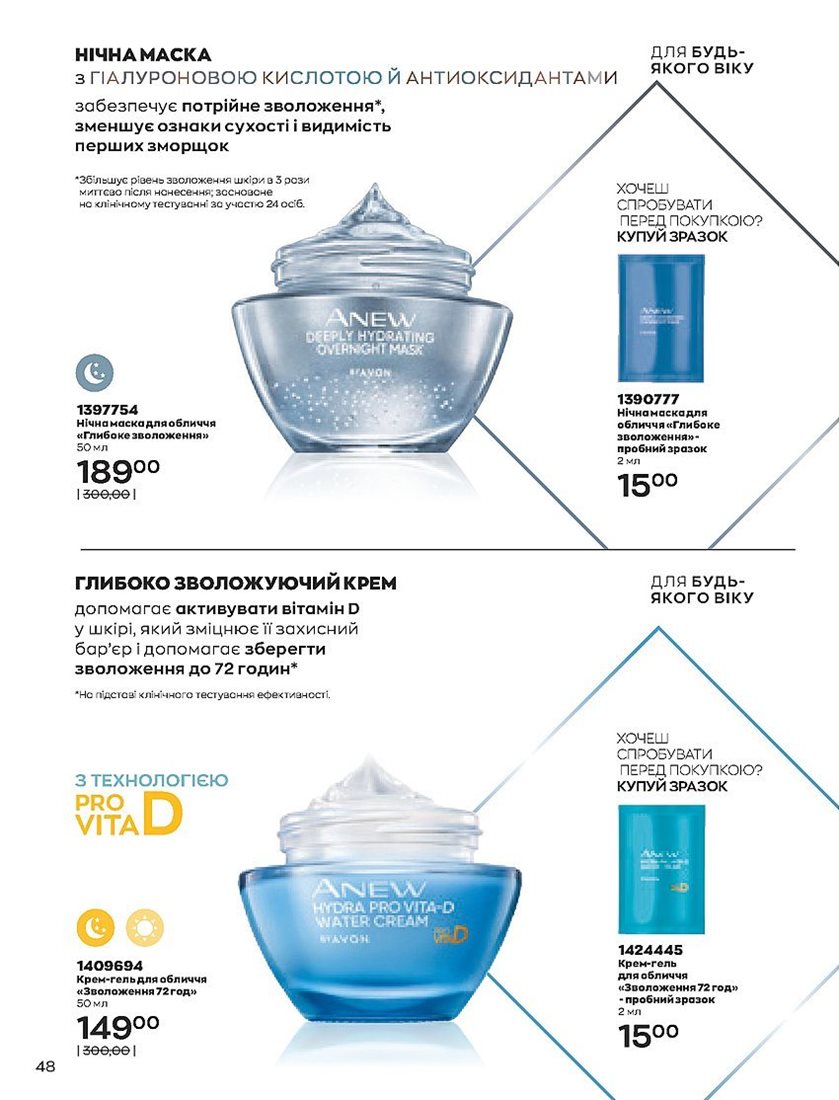 НІЧНА МАСКА
З ГІАЛУРОНОВОЮ КИСЛОТОЮ Й АНТИОКСИДАНТАМИ
забезпечує потрійне зволоження*,
зменшує ознаки сухості і видимість
перших зморщок
*Збільшує рівень зволоження шкіри в 3 рази
миттєво після нанесення; засноване
на клінічному тестуванні за участю 24 осіб.
ДЛЯ БУДЬ-
ЯКОГО ВІКУ
ХОЧЕШ
СПРОБУВАТИ
ПЕРЕД ПОКУПКОЮ?
КУПУЙ ЗРАЗОК
ANEW
DEEPLY HYDRATING
OVERNIGHT MASK
BY AVON
ANEW
1397754
Нічна маска для обличчя
«Глибоке зволоження»
50 мл
18900
| 300,00 |
1390777
Нічна маска для
обличчя «Глибоке
зволоження» -
пробний зразок
2 мл
1500
ГЛИБОКО ЗВОЛОЖУЮЧИЙ КРЕМ
допомагає активувати вітамін D
у шкірі, який зміцнює її захисний
бар'єр і допомагає зберегти
зволоження до 72 годин*
*На підставі клінічного тестування ефективності.
ДЛЯ БУДЬ-
ЯКОГО ВІКУ
ХОЧЕШ
СПРОБУВАТИ
ПЕРЕД ПОКУПКОЮ?
КУПУЙ ЗРАЗОК
З ТЕХНОЛОГІЄЮ
PRO
VITA D
ANEW
HYDRA PRO VITA-D
WATER CREAM
BY AVON
PRO
VITA D
ANEW
1409694
Крем-гель для обличчя
«Зволоження 72 год»
50 мл
14900
| 300,00 |
1424445
Крем-гель
для обличчя
«Зволоження 72 год»
- пробний зразок
2 мл
1500
48